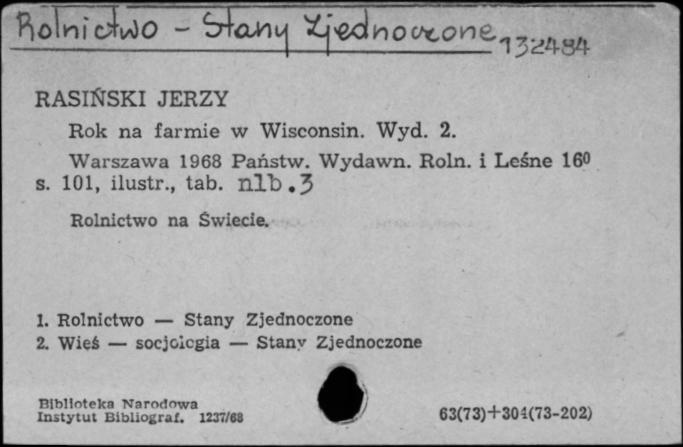 Rolnictwo - Stany Zjednoczone 132484
RASIŃSKI JERZY
Rok na farmie w Wisconsin. Wyd. 2.
Warszawa 1968 Państw. Wydawn. Roln. i Leśne 16⁰
s. 101, ilustr., tab. nlb. 3
Rolnictwo na Świecie.
1. Rolnictwo — Stany Zjednoczone
2. Wieś — socjologia — Stany Zjednoczone
Biblioteka Narodowa
Instytut Bibliograf. 1237/68 63(73)+304(73-202)